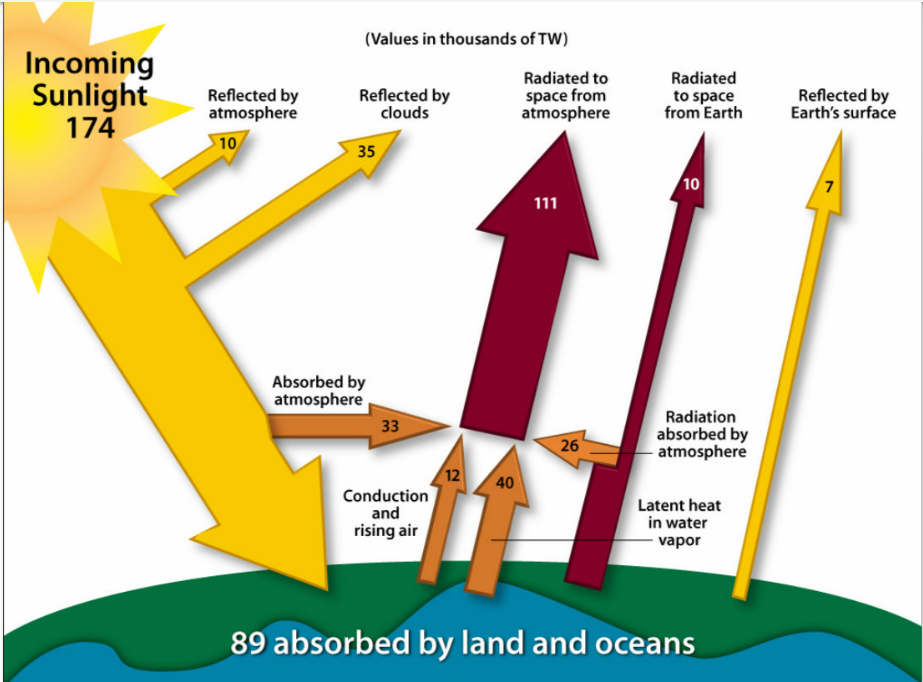 (Values in thousands of TW)
Incoming
Sunlight
174
Reflected by
atmosphere
10
Reflected by
clouds
35
Radiated to
space from
atmosphere
111
Radiated
to space
from Earth
10
Reflected by
Earth's surface
7
Absorbed by
atmosphere
33
Conduction
and
rising air
12
40
26
Radiation
absorbed by
atmosphere
Latent heat
in water
vapor
89 absorbed by land and oceans